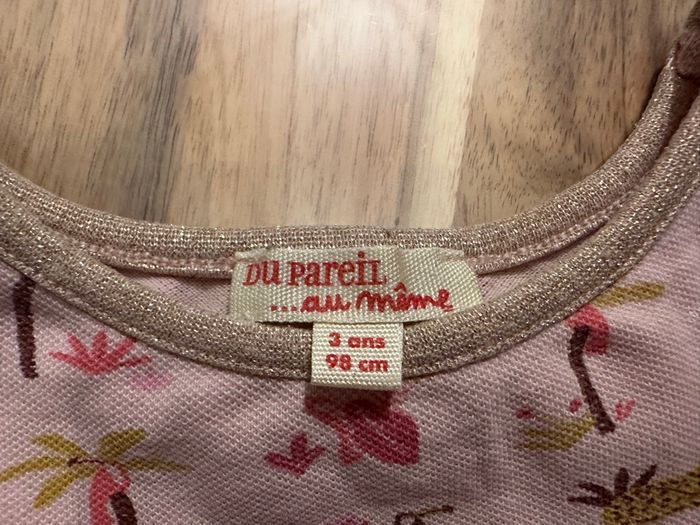 DU PAREIL
...au même
3 ans
98 cm